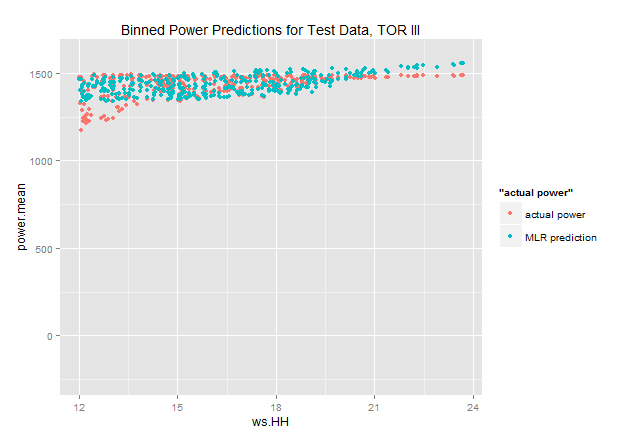 Binned Power Predictions for Test Data, TOR III
power.mean
1500
1000
500
0
12
15
18
21
24
ws.HH
"actual power"
actual power
MLR prediction